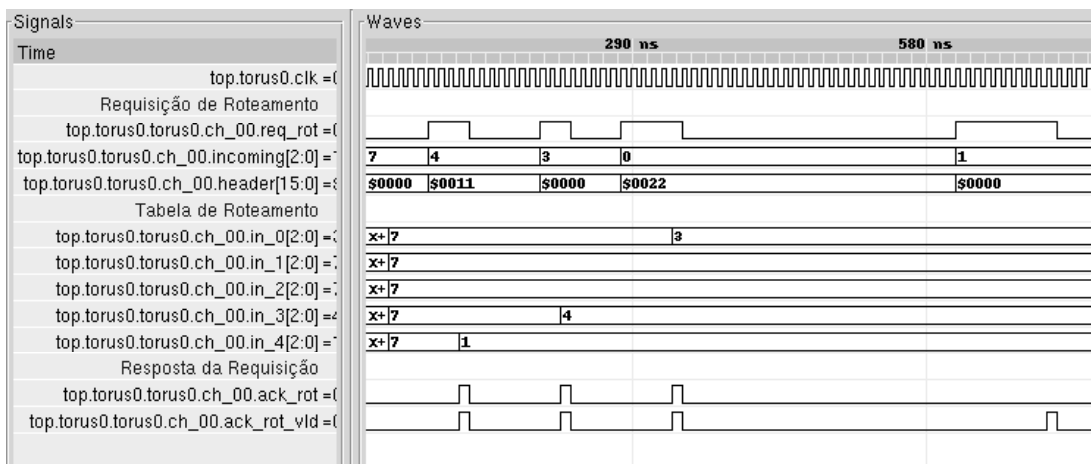 Signals Waves
Time 290 ns 580 ns
top.torus0.clk =
Requisição de Roteamento
top.torus0.torus0.ch_00.req_rot =
top.torus0.torus0.ch_00.incoming[2:0] = 7 4 3 0 1
top.torus0.torus0.ch_00.header[15:0] = $0000 $0011 $0000 $0022 $0000
Tabela de Roteamento
top.torus0.torus0.ch_00.in_0[2:0] = x+ 7 3
top.torus0.torus0.ch_00.in_1[2:0] = x+ 7
top.torus0.torus0.ch_00.in_2[2:0] = x+ 7
top.torus0.torus0.ch_00.in_3[2:0] = x+ 7 4
top.torus0.torus0.ch_00.in_4[2:0] = x+ 7 1
Resposta da Requisição
top.torus0.torus0.ch_00.ack_rot =
top.torus0.torus0.ch_00.ack_rot_vld =